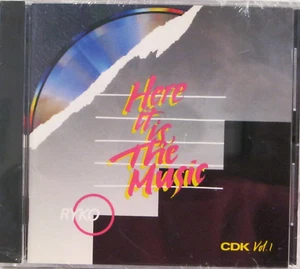 Here
It is,
The
Music
RYKO
CDK Vol. 1